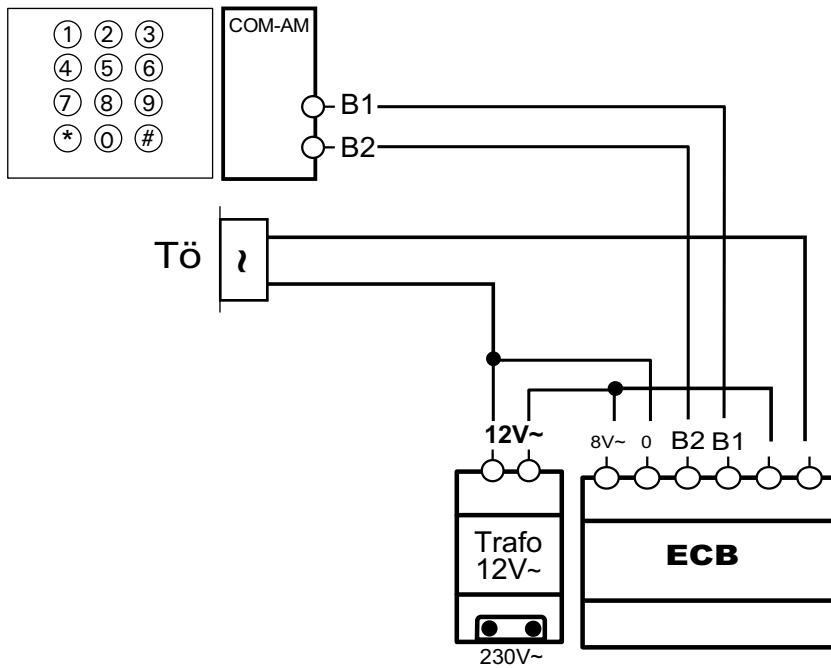 1 2 3
4 5 6
7 8 9
* 0 #
COM-AM
B1
B2
Tö
~
12V~
8V~ 0 B2 B1
Trafo
12V~
ECB
230V~